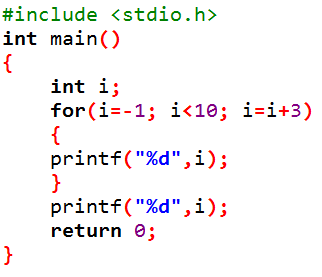 #include <stdio.h>
int main()
{
    int i;
    for(i=-1; i<10; i=i+3)
    {
    printf("%d",i);
    }
    printf("%d",i);
    return 0;
}